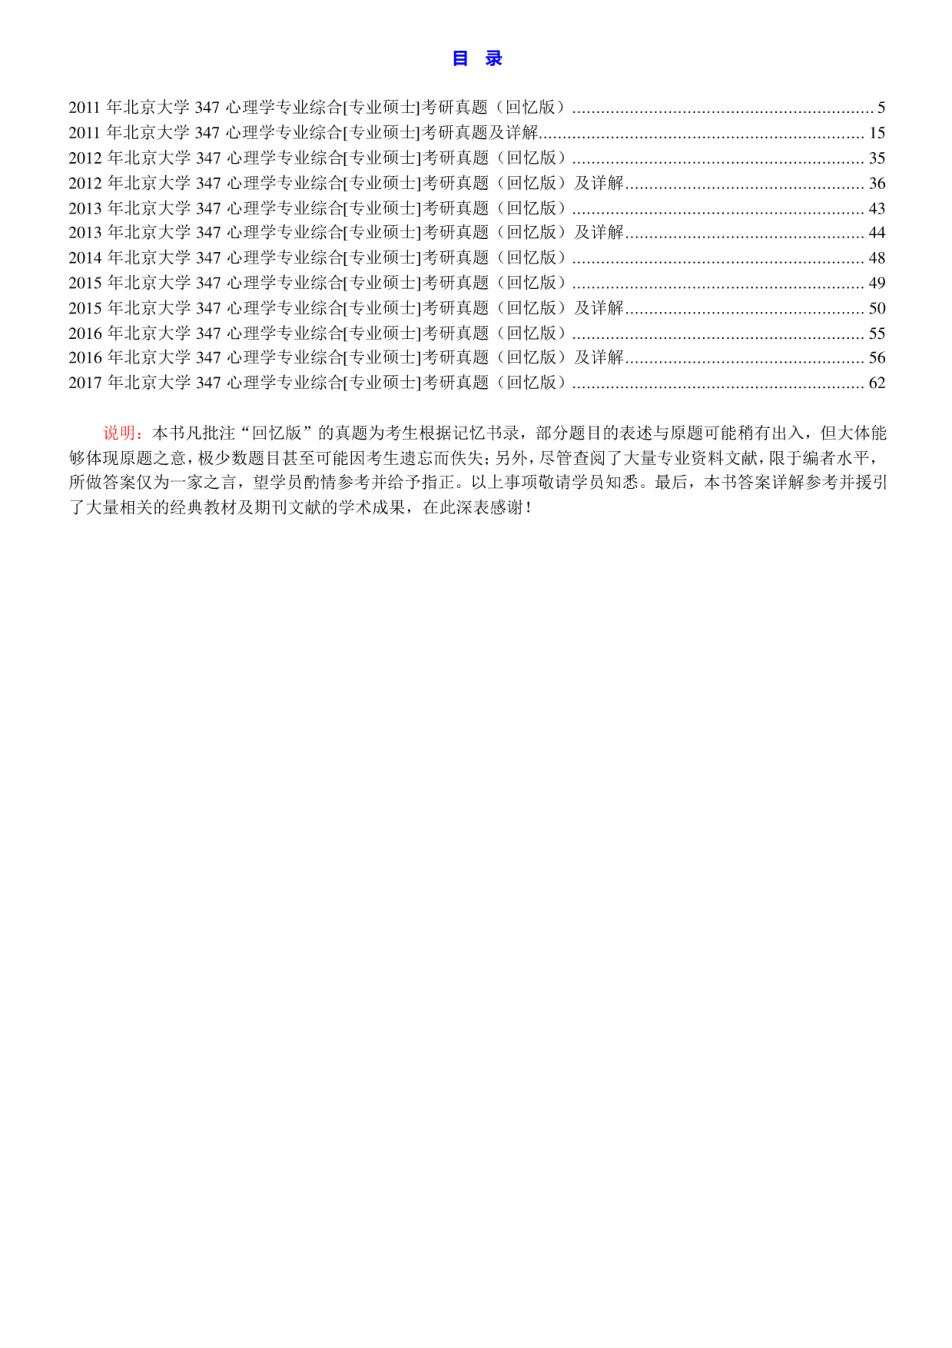 目 录
2011 年北京大学 347 心理学专业综合[专业硕士]考研真题（回忆版）................................................................ 5
2011 年北京大学 347 心理学专业综合[专业硕士]考研真题及详解.................................................................... 15
2012 年北京大学 347 心理学专业综合[专业硕士]考研真题（回忆版）............................................................. 35
2012 年北京大学 347 心理学专业综合[专业硕士]考研真题（回忆版）及详解.................................................. 36
2013 年北京大学 347 心理学专业综合[专业硕士]考研真题（回忆版）............................................................. 43
2013 年北京大学 347 心理学专业综合[专业硕士]考研真题（回忆版）及详解.................................................. 44
2014 年北京大学 347 心理学专业综合[专业硕士]考研真题（回忆版）............................................................. 48
2015 年北京大学 347 心理学专业综合[专业硕士]考研真题（回忆版）............................................................. 49
2015 年北京大学 347 心理学专业综合[专业硕士]考研真题（回忆版）及详解.................................................. 50
2016 年北京大学 347 心理学专业综合[专业硕士]考研真题（回忆版）............................................................. 55
2016 年北京大学 347 心理学专业综合[专业硕士]考研真题（回忆版）及详解.................................................. 56
2017 年北京大学 347 心理学专业综合[专业硕士]考研真题（回忆版）............................................................. 62
说明：本书凡批注“回忆版”的真题为考生根据记忆书录，部分题目的表述与原题可能稍有出入，但大体能
够体现原题之意，极少数题目甚至可能因考生遗忘而佚失；另外，尽管查阅了大量专业资料文献，限于编者水平，
所做答案仅为一家之言，望学员酌情参考并给予指正。以上事项敬请学员知悉。最后，本书答案详解参考并援引
了大量相关的经典教材及期刊文献的学术成果，在此深表感谢！